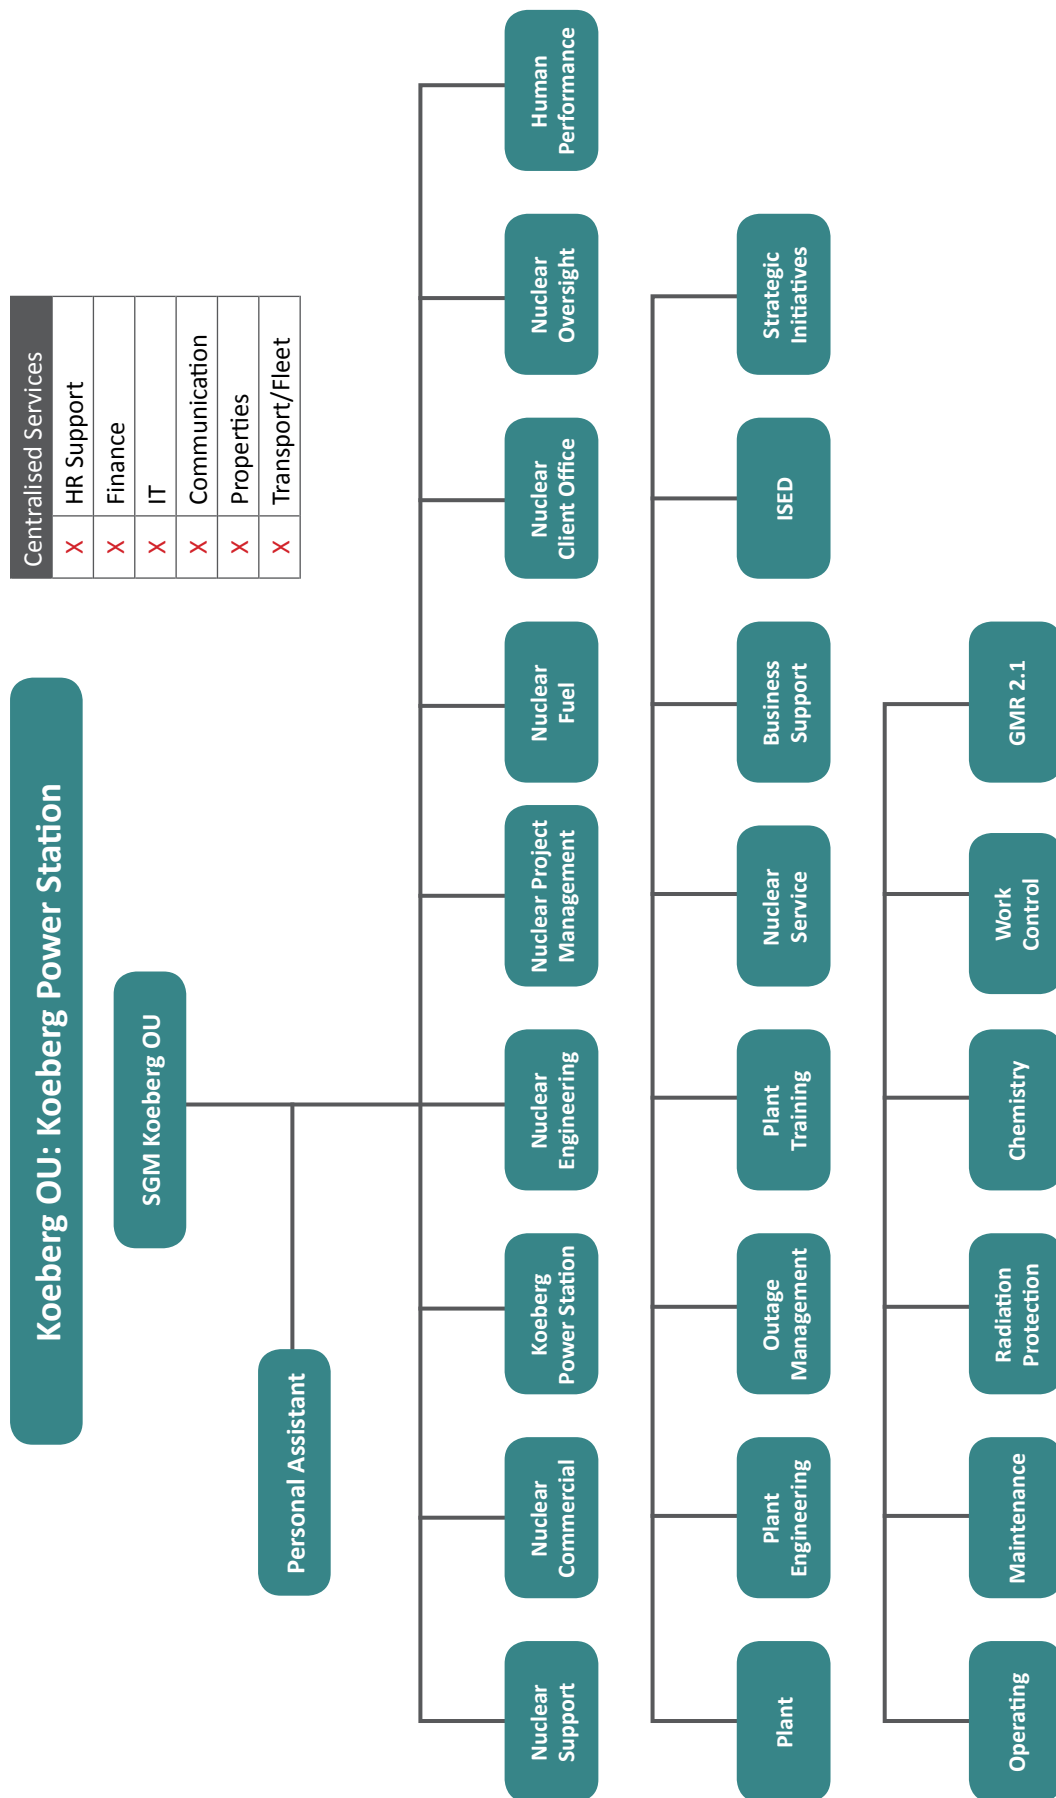 Koeberg OU: Koeberg Power Station
Centralised Services
X HR Support
X Finance
X IT
X Communication
X Properties
X Transport/Fleet
SGM Koeberg OU
Personal Assistant
Nuclear
Support
Nuclear
Commercial
Koeberg
Power Station
Nuclear
Engineering
Nuclear Project
Management
Nuclear
Fuel
Nuclear
Client Office
Nuclear
Oversight
Human
Performance
Plant
Plant
Engineering
Outage
Management
Plant
Training
Nuclear
Service
Business
Support
ISED
Strategic
Initiatives
Operating
Maintenance
Radiation
Protection
Chemistry
Work
Control
GMR 2.1